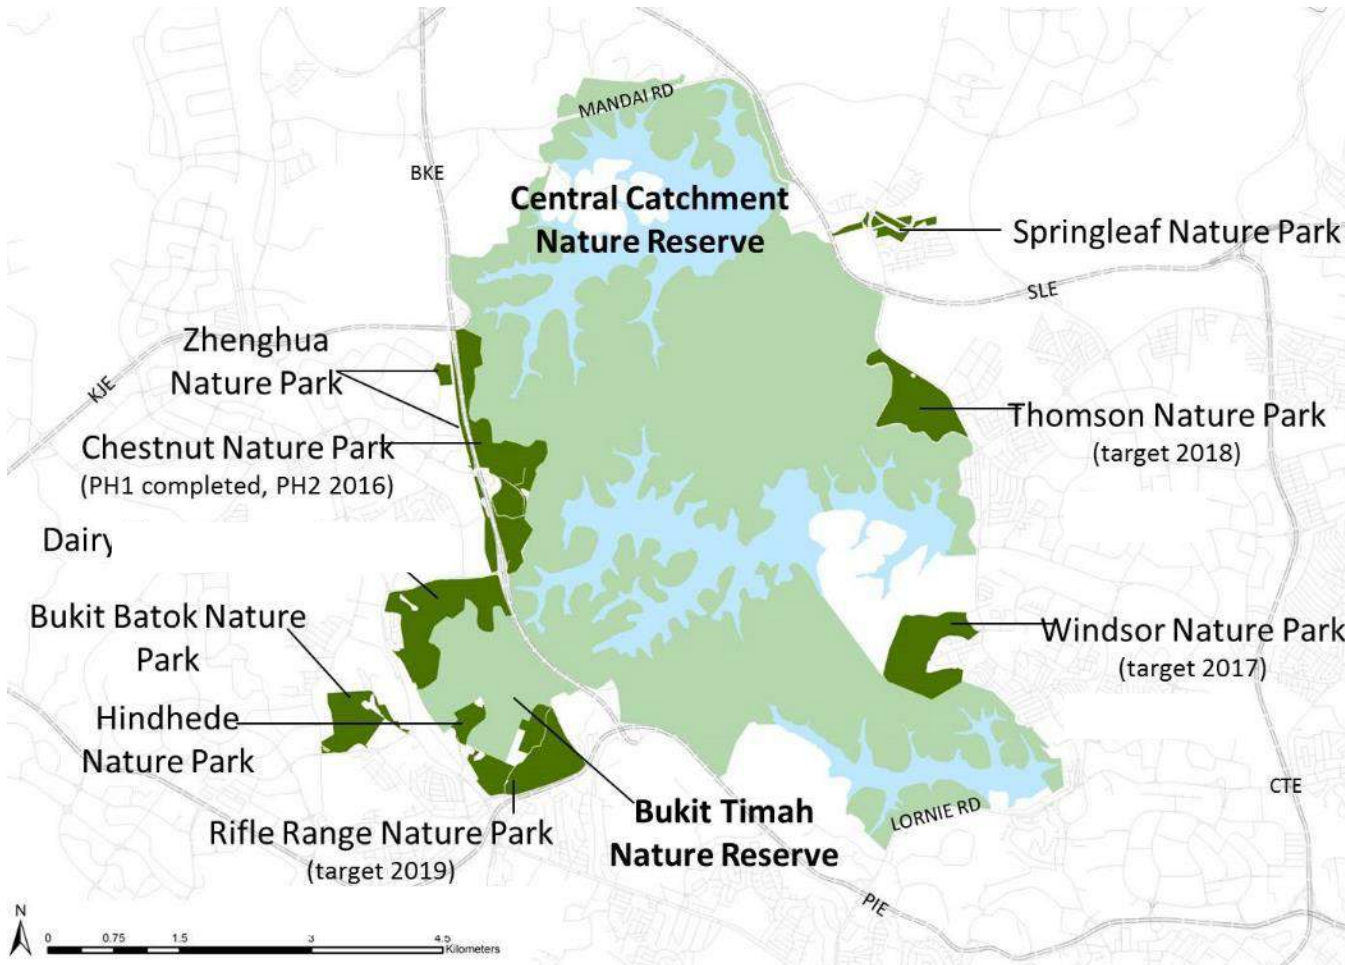 MANDAI RD
BKE
Central Catchment
Nature Reserve
Springleaf Nature Park
SLE
Zhenghua
Nature Park
KJE
Thomson Nature Park
(target 2018)
Chestnut Nature Park
(PH1 completed, PH2 2016)
Dairy
Bukit Batok Nature
Park
Windsor Nature Park
(target 2017)
Hindhede
Nature Park
CTE
LORNIE RD
Rifle Range Nature Park
(target 2019)
Bukit Timah
Nature Reserve
PIE
N
0 0.75 1.5 3 4.5
Kilometers